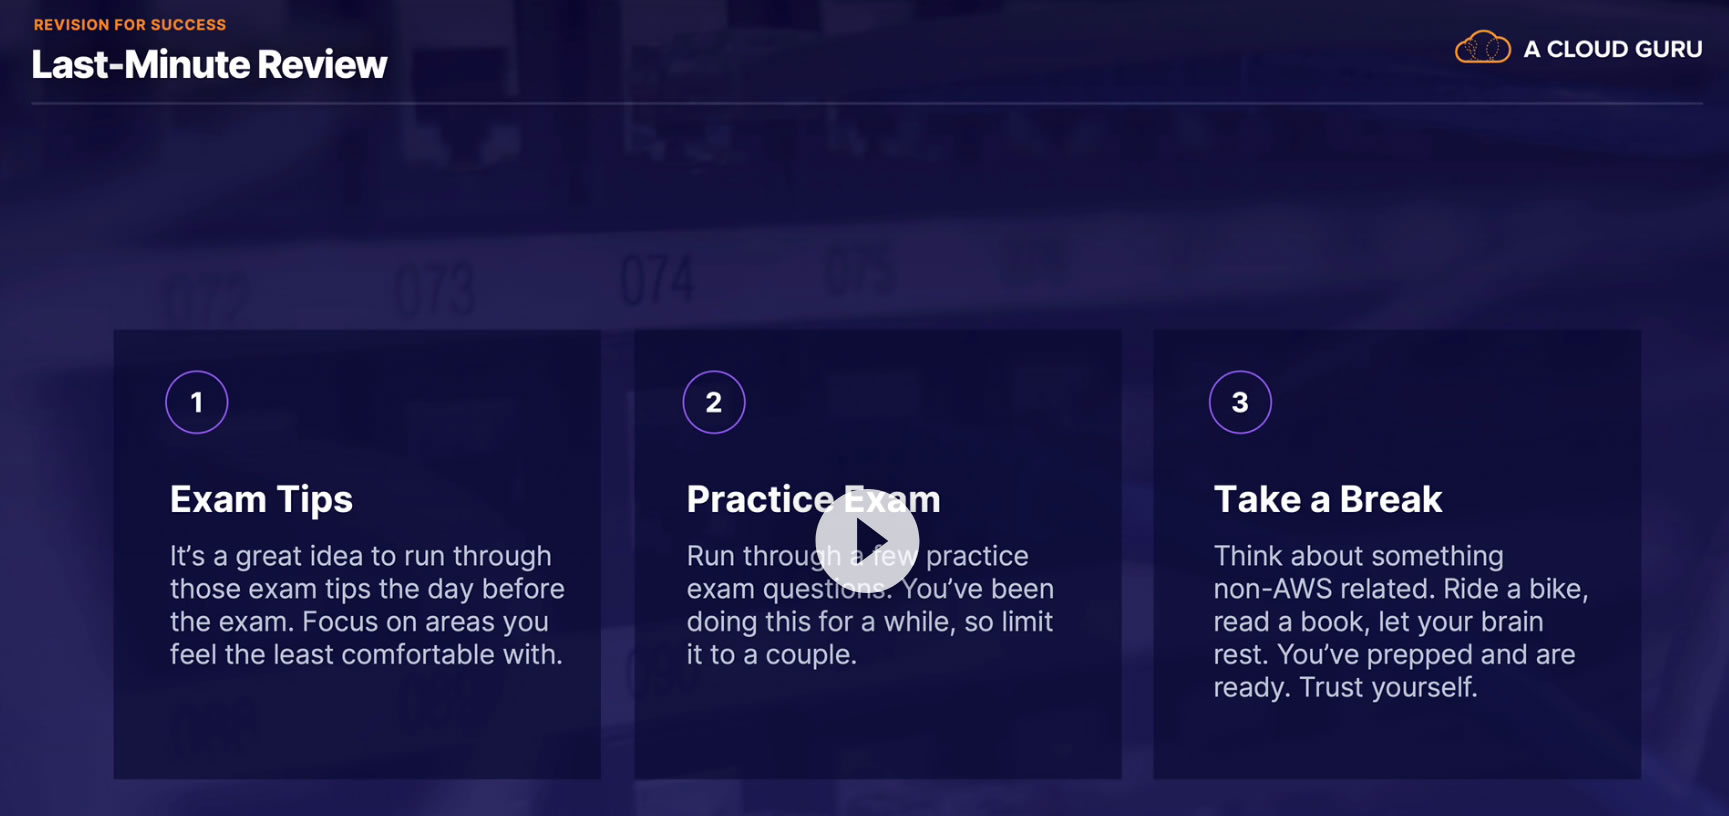 REVISION FOR SUCCESS
Last-Minute Review
A CLOUD GURU
072
073
074
075
1
Exam Tips
It’s a great idea to run through
those exam tips the day before
the exam. Focus on areas you
feel the least comfortable with.
2
Practice Exam
Run through a few practice
exam questions. You’ve been
doing this for a while, so limit
it to a couple.
3
Take a Break
Think about something
non-AWS related. Ride a bike,
read a book, let your brain
rest. You’ve prepped and are
ready. Trust yourself.